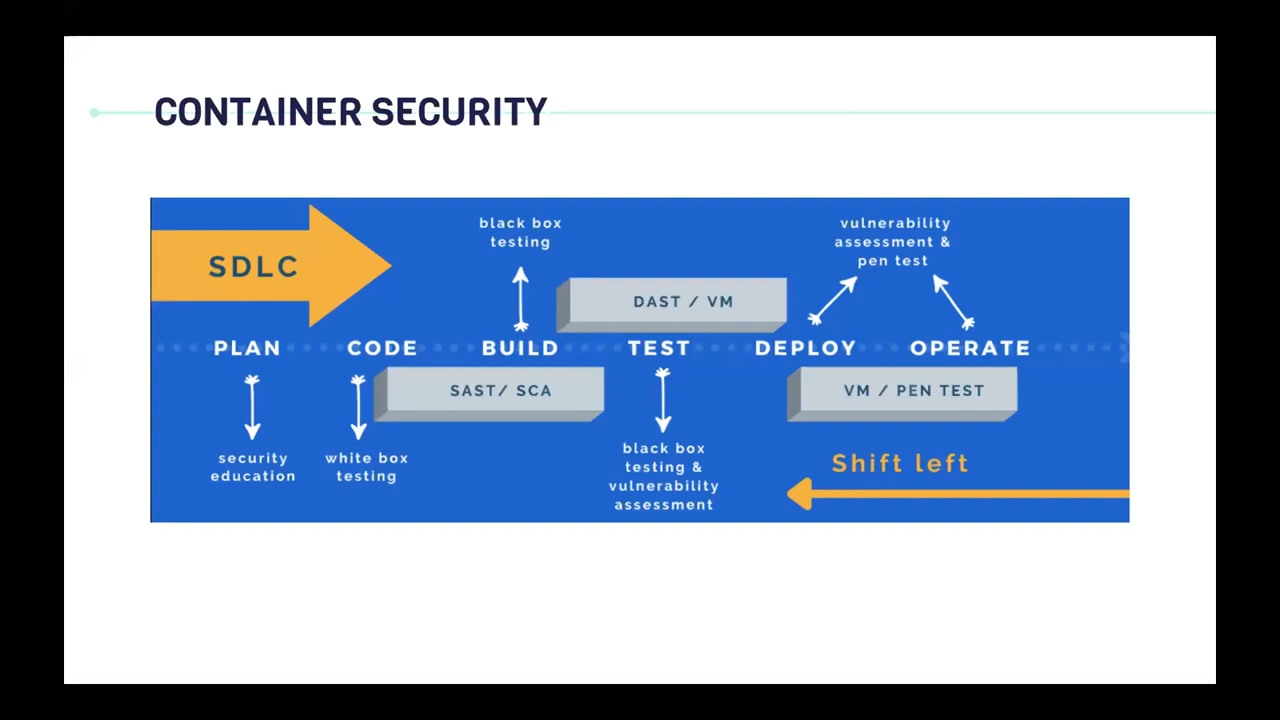 CONTAINER SECURITY
SDLC
black box
testing
vulnerability
assessment &
pen test
DAST / VM
PLAN CODE BUILD TEST DEPLOY OPERATE
SAST/ SCA
VM / PEN TEST
security
education
white box
testing
black box
testing &
vulnerability
assessment
Shift left